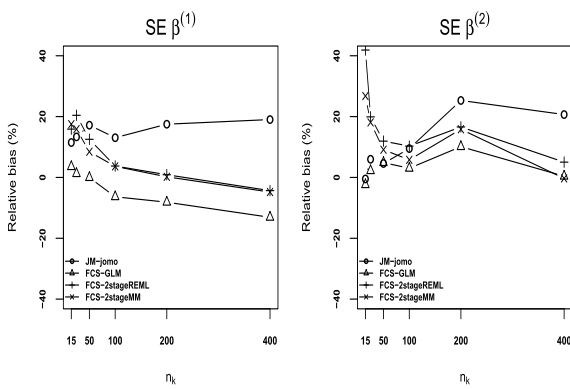 SE β(1)
Relative bias (%)
40
20
0
−20
−40
JM−jomo
FCS−GLM
FCS−2stageREML
FCS−2stageMM
15 50 100 200 400
nk
SE β(2)
Relative bias (%)
40
20
0
−20
−40
JM−jomo
FCS−GLM
FCS−2stageREML
FCS−2stageMM
15 50 100 200 400
nk